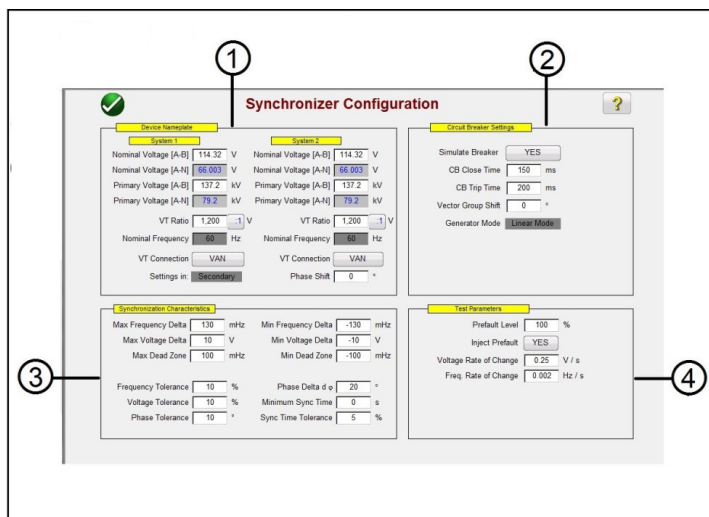 1
2
Synchronizer Configuration
?
Device Nameplate
System 1
Nominal Voltage [A-B] 114.32 V
Nominal Voltage [A-N] 66.003 V
Primary Voltage [A-B] 137.2 kV
Primary Voltage [A-N] 79.2 kV
VT Ratio 1,200 :1 V
Nominal Frequency 60 Hz
VT Connection VAN
Settings in: Secondary
System 2
Nominal Voltage [A-B] 114.32 V
Nominal Voltage [A-N] 66.003 V
Primary Voltage [A-B] 137.2 kV
Primary Voltage [A-N] 79.2 kV
VT Ratio 1,200 :1 V
Nominal Frequency 60 Hz
VT Connection VAN
Phase Shift 0 °
Circuit Breaker Settings
Simulate Breaker YES
CB Close Time 150 ms
CB Trip Time 200 ms
Vector Group Shift 0 °
Generator Mode Linear Mode
Synchronization Characteristics
Max Frequency Delta 130 mHz
Max Voltage Delta 10 V
Max Dead Zone 100 mHz
Frequency Tolerance 10 %
Voltage Tolerance 10 %
Phase Tolerance 10 °
Min Frequency Delta -130 mHz
Min Voltage Delta -10 V
Min Dead Zone -100 mHz
Phase Delta d φ 20 °
Minimum Sync Time 0 s
Sync Time Tolerance 5 %
Test Parameters
Prefault Level 100 %
Inject Prefault YES
Voltage Rate of Change 0.25 V / s
Freq. Rate of Change 0.002 Hz / s
3
4